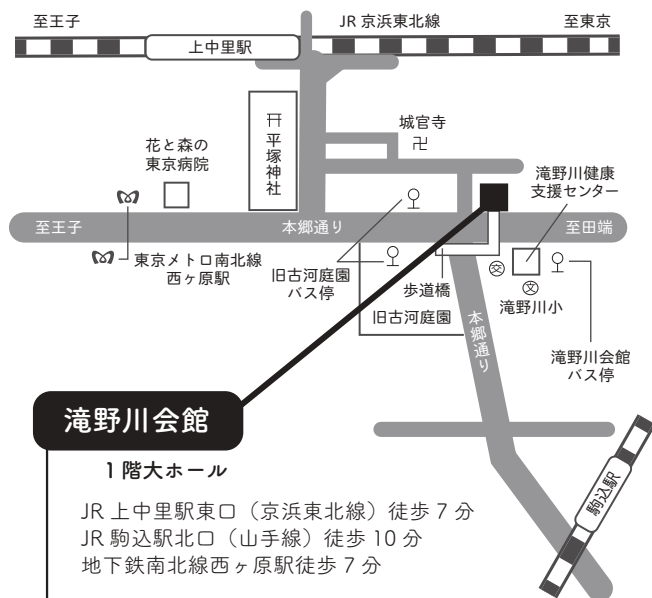 至王子
JR 京浜東北線
至東京
上中里駅
平塚神社
城官寺
卍
花と森の
東京病院
滝野川健康
支援センター
至王子
本郷通り
至田端
東京メトロ南北線
西ヶ原駅
旧古河庭園
バス停
歩道橋
交
文
滝野川小
旧古河庭園
本郷通り
滝野川会館
バス停
滝野川会館
1階大ホール
駒込駅
JR 上中里駅東口（京浜東北線）徒歩 7 分
JR 駒込駅北口（山手線）徒歩 10 分
地下鉄南北線西ヶ原駅徒歩 7 分